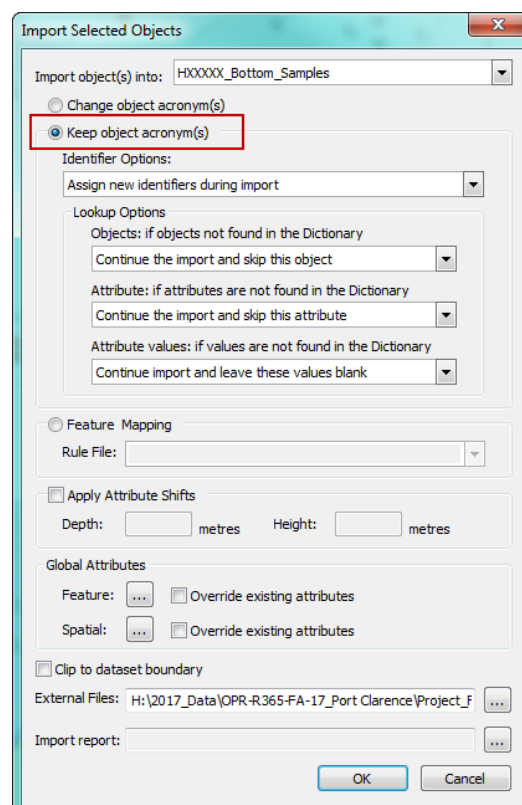 Import Selected Objects
Import object(s) into: HXXXXX_Bottom_Samples
Change object acronym(s)
Keep object acronym(s)
Identifier Options:
Assign new identifiers during import
Lookup Options
Objects: if objects not found in the Dictionary
Continue the import and skip this object
Attribute: if attributes are not found in the Dictionary
Continue the import and skip this attribute
Attribute values: if values are not found in the Dictionary
Continue import and leave these values blank
Feature Mapping
Rule File:
Apply Attribute Shifts
Depth: metres Height: metres
Global Attributes
Feature: ... Override existing attributes
Spatial: ... Override existing attributes
Clip to dataset boundary
External Files: H:\2017_Data\OPR-R365-FA-17_Port Clarence\Project_F ...
Import report: ...
OK Cancel